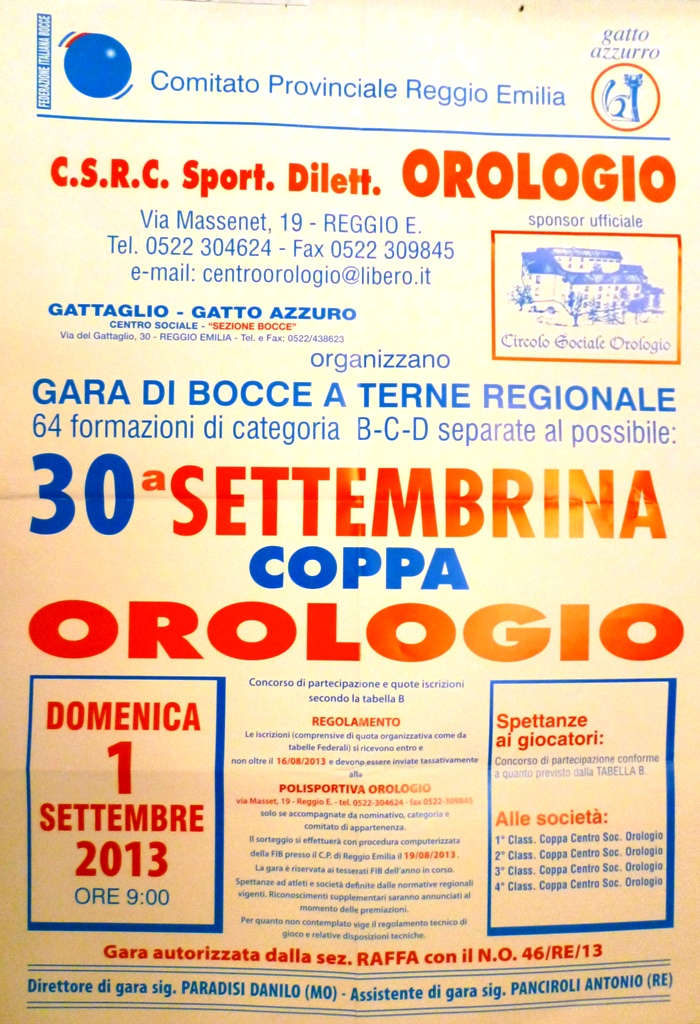 FEDERAZIONE ITALIANA BOCCE
Comitato Provinciale Reggio Emilia
gatto
azzurro
C.S.R.C. Sport. Dilett. OROLOGIO
Via Massenet, 19 - REGGIO E.
Tel. 0522 304624 - Fax 0522 309845
e-mail: centroorologio@libero.it
sponsor ufficiale
Circolo Sociale Orologio
GATTAGLIO - GATTO AZZURO
CENTRO SOCIALE - "SEZIONE BOCCE"
Via del Gattaglio, 30 - REGGIO EMILIA - Tel. e Fax: 0522/438623
organizzano
GARA DI BOCCE A TERNE REGIONALE
64 formazioni di categoria B-C-D separate al possibile:
30a SETTEMBRINA
COPPA
OROLOGIO
DOMENICA
1
SETTEMBRE
2013
ORE 9:00
Concorso di partecipazione e quote iscrizioni
secondo la tabella B
REGOLAMENTO
Le iscrizioni (comprensive di quota organizzativa come da
tabelle Federali) si ricevono entro e
non oltre il 16/08/2013 e devono essere inviate tassativamente
alla
POLISPORTIVA OROLOGIO
via Masset, 19 - Reggio E. - tel. 0522-304624 - fax 0522-309845
solo se accompagnate da nominativo, categoria e
comitato di appartenenza.
Il sorteggio si effettuerà con procedura computerizzata
della FIB presso il C.P. di Reggio Emilia il 19/08/2013.
La gara è riservata ai tesserati FIB dell'anno in corso.
Spettanze ad atleti e società definite dalle normative regionali
vigenti. Riconoscimenti supplementari saranno annunciati al
momento delle premiazioni.
Per quanto non contemplato vige il regolamento tecnico di
gioco e relative disposizioni tecniche.
Spettanze
ai giocatori:
Concorso di partecipazione conforme
a quanto previsto dalla TABELLA B.
Alle società:
1° Class. Coppa Centro Soc. Orologio
2° Class. Coppa Centro Soc. Orologio
3° Class. Coppa Centro Soc. Orologio
4° Class. Coppa Centro Soc. Orologio
Gara autorizzata dalla sez. RAFFA con il N.O. 46/RE/13
Direttore di gara sig. PARADISI DANILO (MO) - Assistente di gara sig. PANCIROLI ANTONIO (RE)